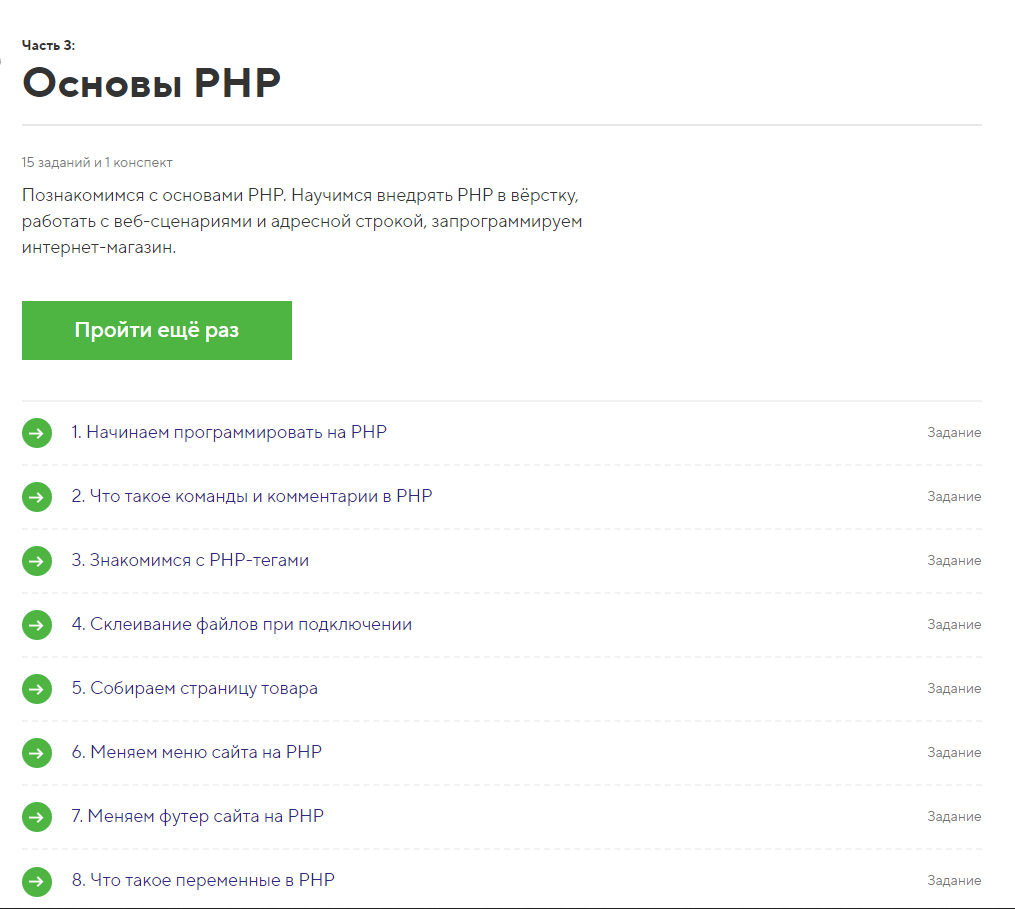 Часть 3:
Основы PHP
15 заданий и 1 конспект
Познакомимся с основами PHP. Научимся внедрять PHP в вёрстку,
работать с веб-сценариями и адресной строкой, запрограммируем
интернет-магазин.
Пройти ещё раз
1. Начинаем программировать на PHP Задание
2. Что такое команды и комментарии в PHP Задание
3. Знакомимся с PHP-тегами Задание
4. Склеивание файлов при подключении Задание
5. Собираем страницу товара Задание
6. Меняем меню сайта на PHP Задание
7. Меняем футер сайта на PHP Задание
8. Что такое переменные в PHP Задание